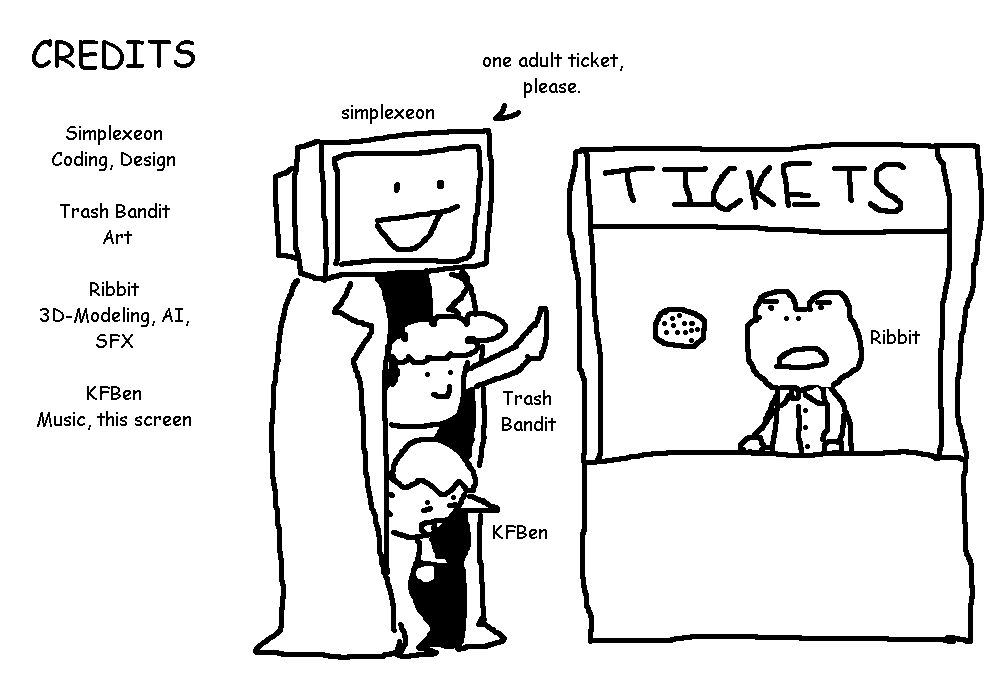 CREDITS
Simplexeon
Coding, Design
Trash Bandit
Art
Ribbit
3D-Modeling, AI,
SFX
KFBen
Music, this screen
one adult ticket,
please.
simplexeon
Trash
Bandit
KFBen
TICKETS
Ribbit